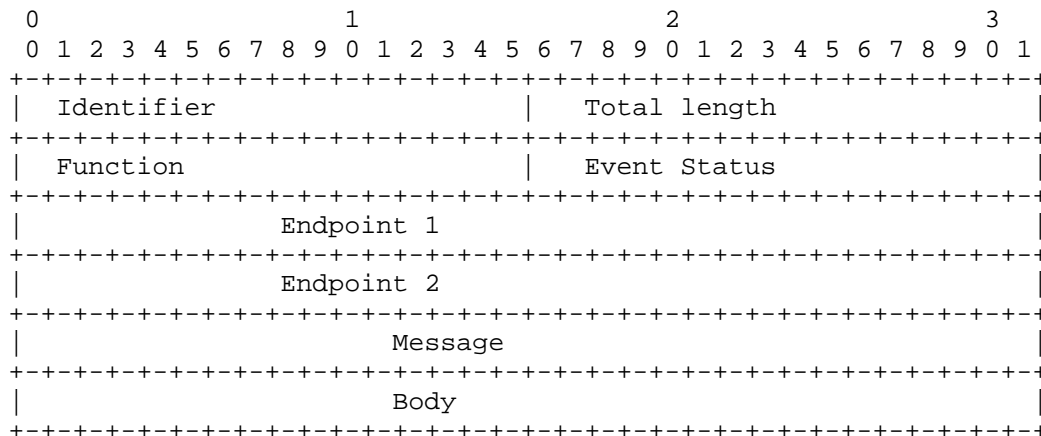 0                   1                   2                   3
 0 1 2 3 4 5 6 7 8 9 0 1 2 3 4 5 6 7 8 9 0 1 2 3 4 5 6 7 8 9 0 1
+-+-+-+-+-+-+-+-+-+-+-+-+-+-+-+-+-+-+-+-+-+-+-+-+-+-+-+-+-+-+-+-+
|  Identifier                   |   Total length                |
+-+-+-+-+-+-+-+-+-+-+-+-+-+-+-+-+-+-+-+-+-+-+-+-+-+-+-+-+-+-+-+-+
|  Function                     |   Event Status                |
+-+-+-+-+-+-+-+-+-+-+-+-+-+-+-+-+-+-+-+-+-+-+-+-+-+-+-+-+-+-+-+-+
|                Endpoint 1                                     |
+-+-+-+-+-+-+-+-+-+-+-+-+-+-+-+-+-+-+-+-+-+-+-+-+-+-+-+-+-+-+-+-+
|                Endpoint 2                                     |
+-+-+-+-+-+-+-+-+-+-+-+-+-+-+-+-+-+-+-+-+-+-+-+-+-+-+-+-+-+-+-+-+
|                       Message                                 |
+-+-+-+-+-+-+-+-+-+-+-+-+-+-+-+-+-+-+-+-+-+-+-+-+-+-+-+-+-+-+-+-+
|                       Body                                    |
+-+-+-+-+-+-+-+-+-+-+-+-+-+-+-+-+-+-+-+-+-+-+-+-+-+-+-+-+-+-+-+-+